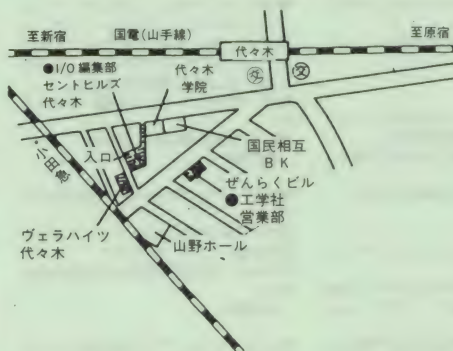 至新宿
国電(山手線)
代々木
至原宿
●I/O編集部
セントヒルズ
代々木
代々木
学院
文
小田急
入口
国民相互
BK
ぜんらくビル
●工学社
営業部
ヴェラハイツ
代々木
山野ホール